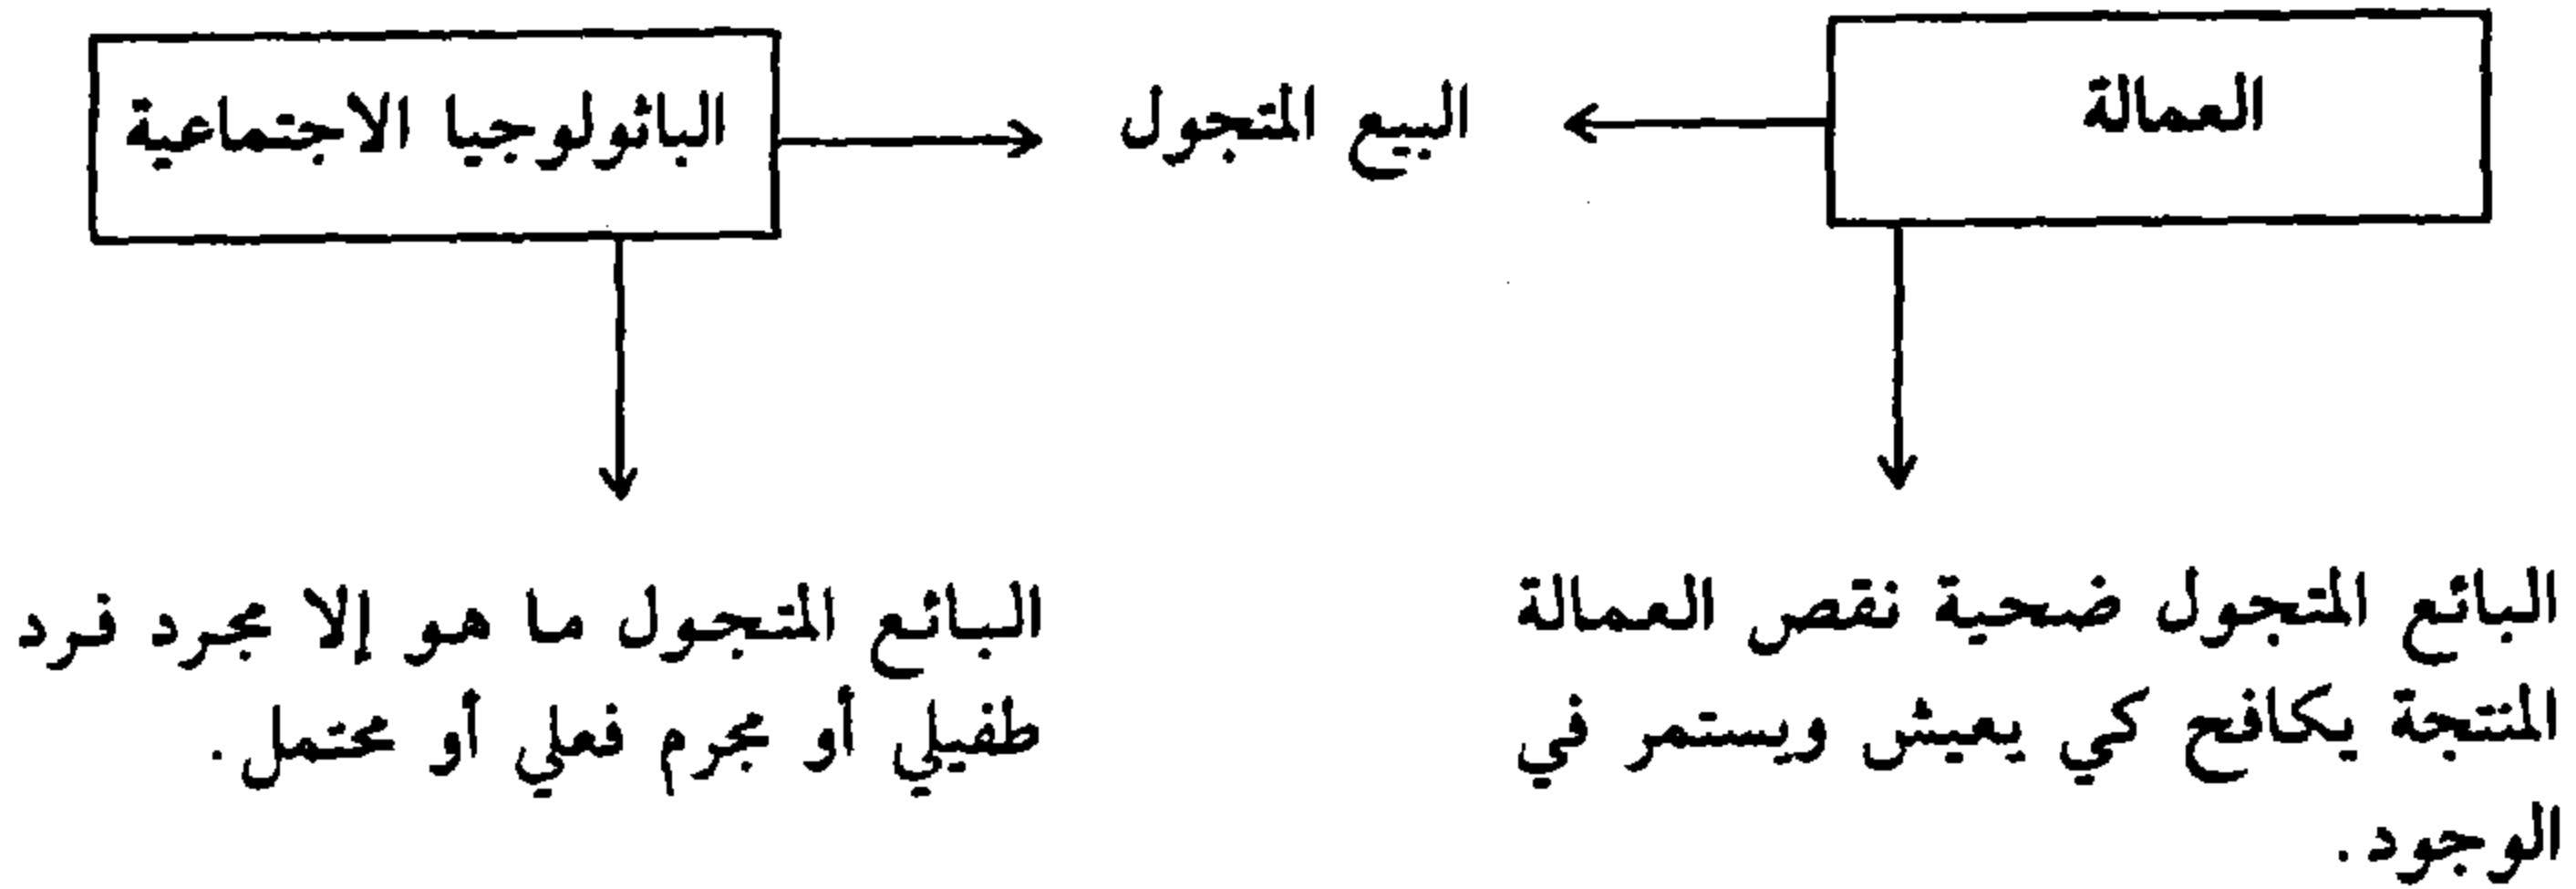 العمالة
البيع المتجول
الباثولوجيا الاجتماعية
البائع المتجول ضحية نقص العمالة
المنتجة يكافح كي يعيش ويستمر في
الوجود.
البائع المتجول ما هو إلا مجرد فرد
طفيلي أو مجرم فعلي أو محتمل.